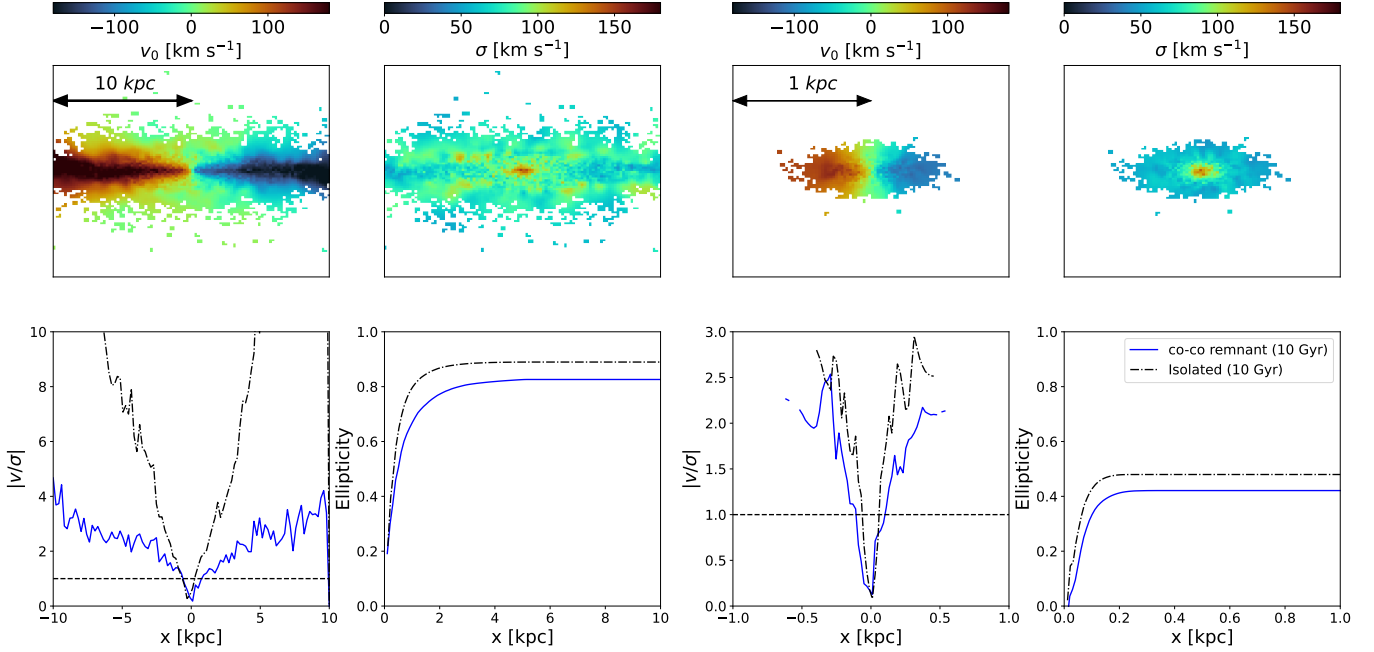 −100 0 100
v₀ [km s⁻¹]
0 50 100 150
σ [km s⁻¹]
−100 0 100
v₀ [km s⁻¹]
0 50 100 150
σ [km s⁻¹]
10 kpc
1 kpc
10
8
6
4
2
0
|v/σ|
−10 −5 0 5 10
x [kpc]
1.0
0.8
0.6
0.4
0.2
0.0
Ellipticity
0 2 4 6 8 10
x [kpc]
3.0
2.5
2.0
1.5
1.0
0.5
0.0
|v/σ|
−1.0 −0.5 0.0 0.5 1.0
x [kpc]
1.0
0.8
0.6
0.4
0.2
0.0
Ellipticity
co-co remnant (10 Gyr)
Isolated (10 Gyr)
0.0 0.2 0.4 0.6 0.8 1.0
x [kpc]